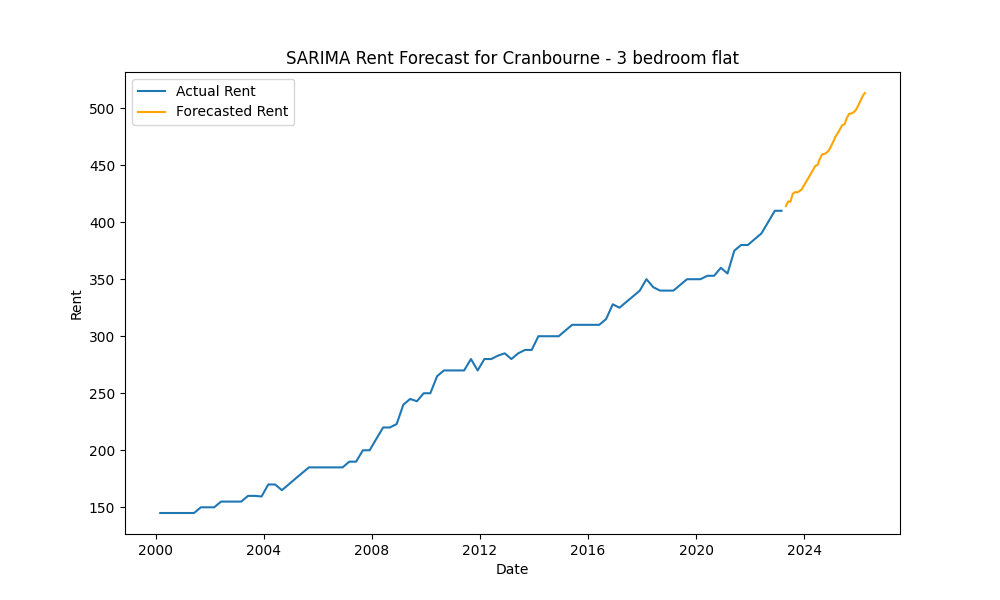 SARIMA Rent Forecast for Cranbourne - 3 bedroom flat
Actual Rent
Forecasted Rent
500
450
400
350
300
250
200
150
Rent
2000 2004 2008 2012 2016 2020 2024
Date